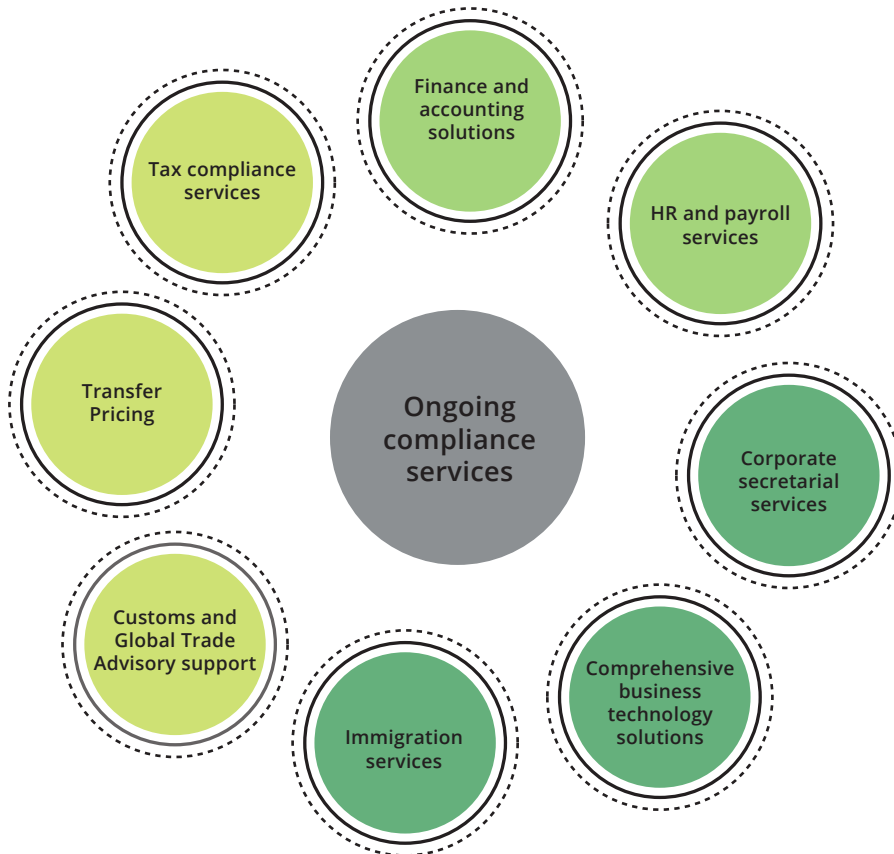 Finance and
accounting
solutions
Tax compliance
services
HR and payroll
services
Transfer
Pricing
Ongoing
compliance
services
Corporate
secretarial
services
Customs and
Global Trade
Advisory support
Comprehensive
business
technology
solutions
Immigration
services